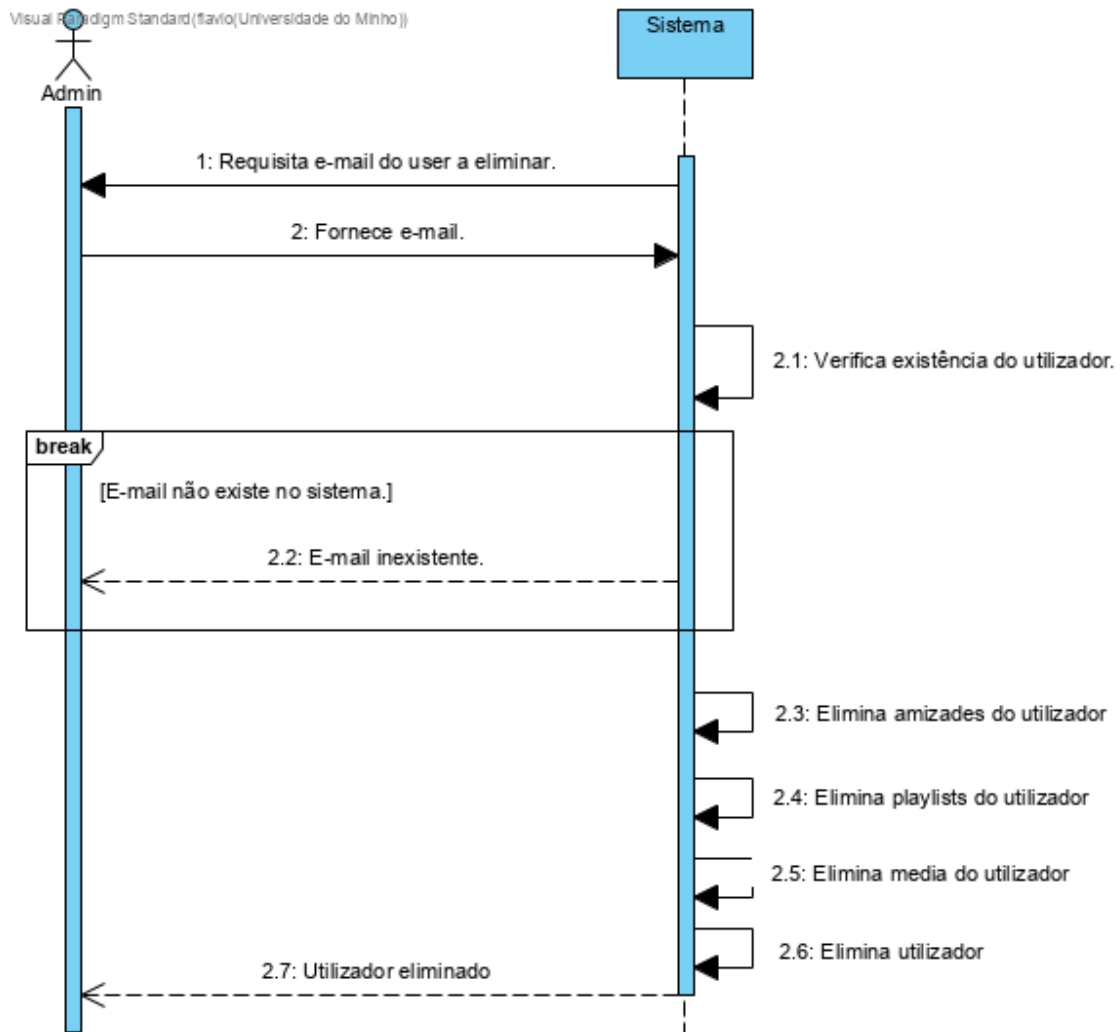 Visual Paradigm Standard(flavio(Universidade do Minho))
Sistema
Admin
1: Requisita e-mail do user a eliminar.
2: Fornece e-mail.
2.1: Verifica existência do utilizador.
break
[E-mail não existe no sistema.]
2.2: E-mail inexistente.
2.3: Elimina amizades do utilizador
2.4: Elimina playlists do utilizador
2.5: Elimina media do utilizador
2.6: Elimina utilizador
2.7: Utilizador eliminado